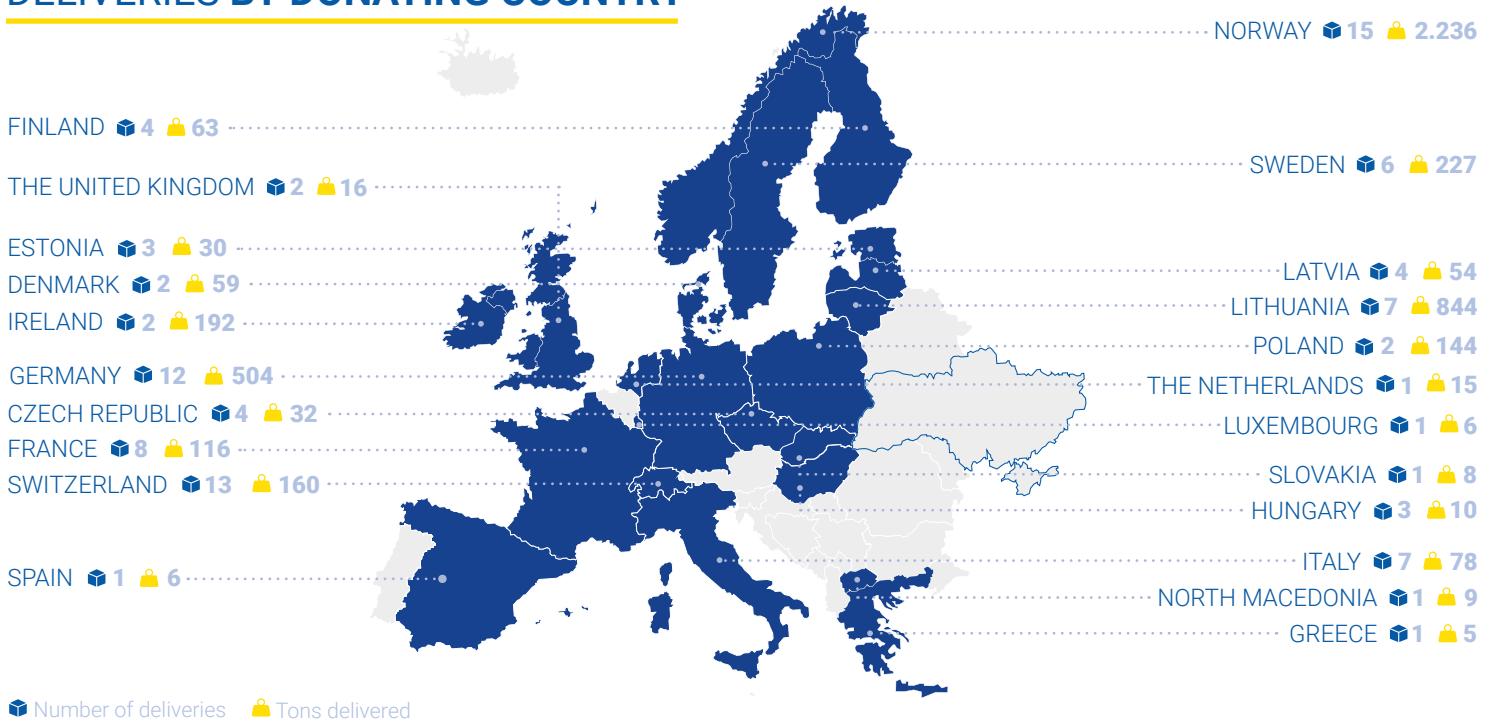 DELIVERIES BY DONATING COUNTRY
NORWAY 15 2.236
FINLAND 4 63
SWEDEN 6 227
THE UNITED KINGDOM 2 16
ESTONIA 3 30
LATVIA 4 54
DENMARK 2 59
LITHUANIA 7 844
IRELAND 2 192
POLAND 2 144
GERMANY 12 504
THE NETHERLANDS 1 15
CZECH REPUBLIC 4 32
LUXEMBOURG 1 6
FRANCE 8 116
SLOVAKIA 1 8
SWITZERLAND 13 160
HUNGARY 3 10
ITALY 7 78
SPAIN 1 6
NORTH MACEDONIA 1 9
GREECE 1 5
Number of deliveries Tons delivered